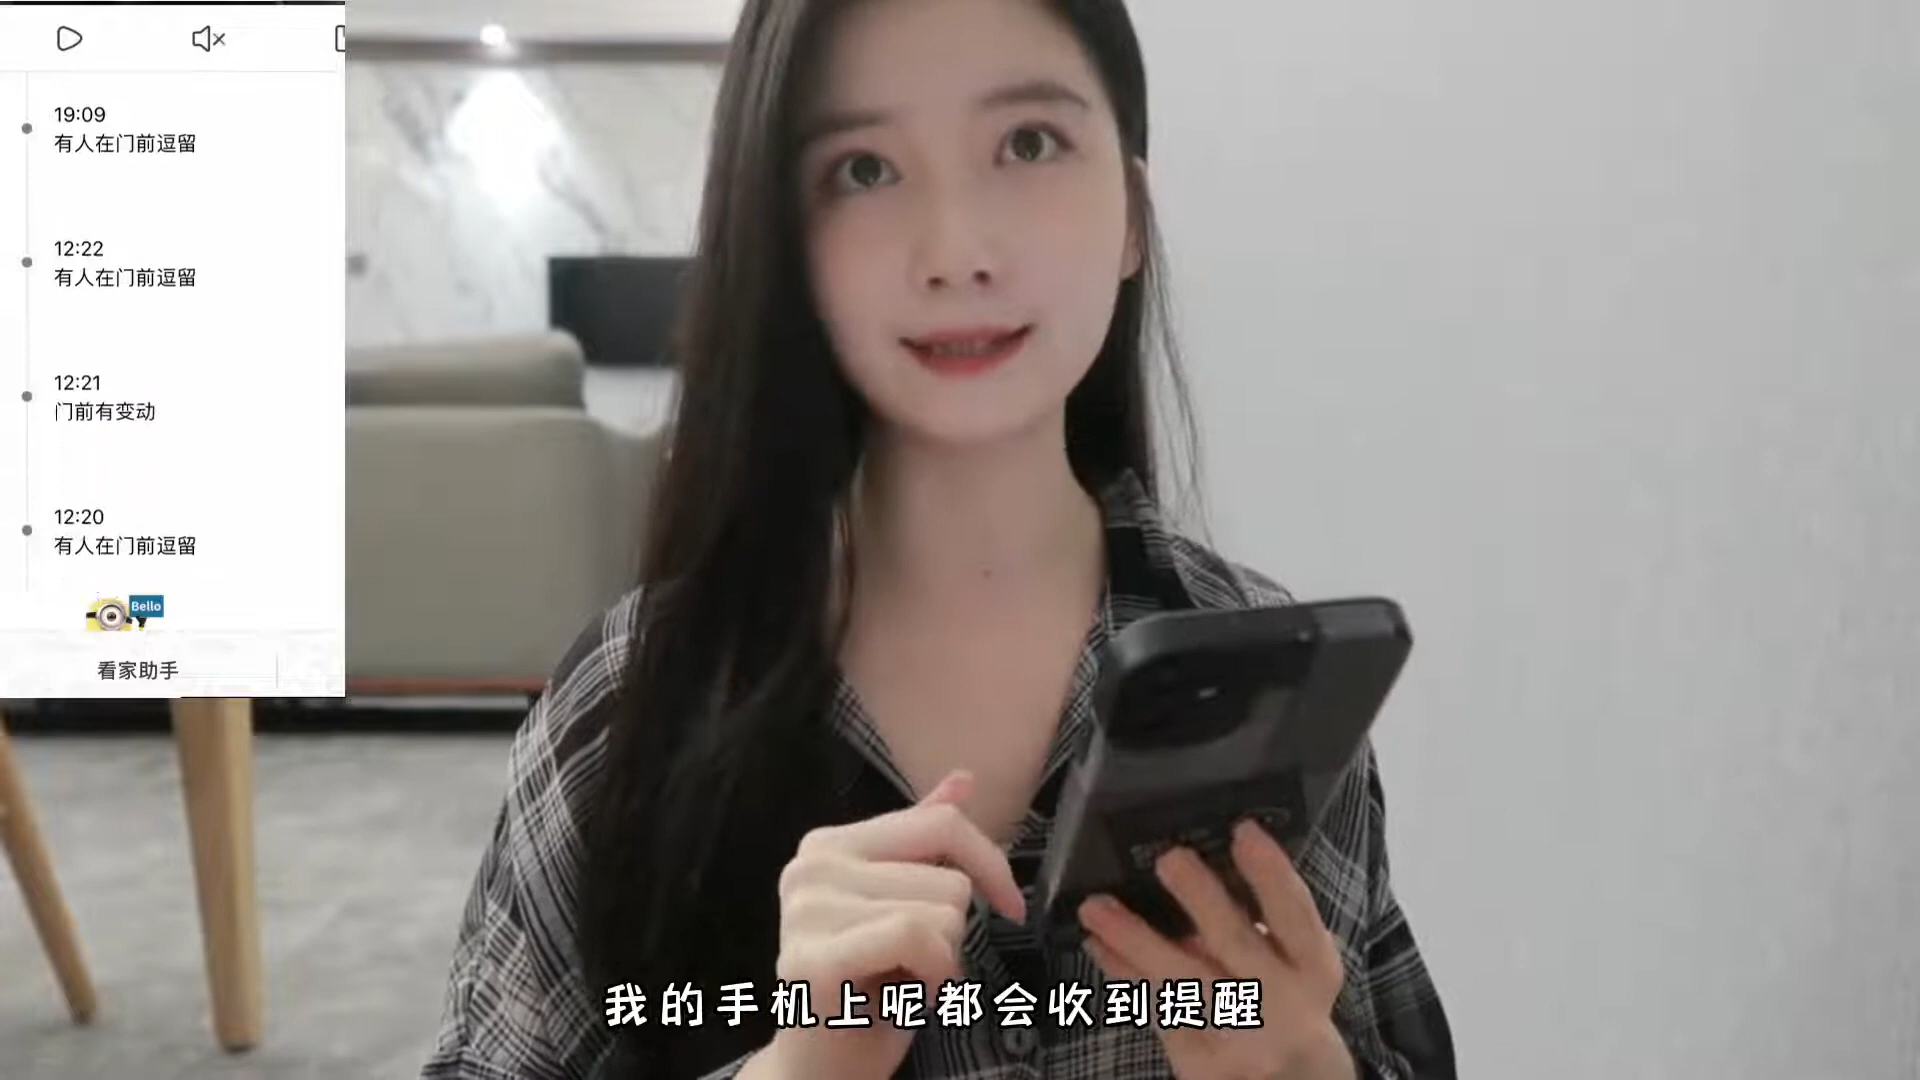 19:09
有人在门前逗留
12:22
有人在门前逗留
12:21
门前有变动
12:20
有人在门前逗留
Bello
看家助手
我的手机上呢都会收到提醒